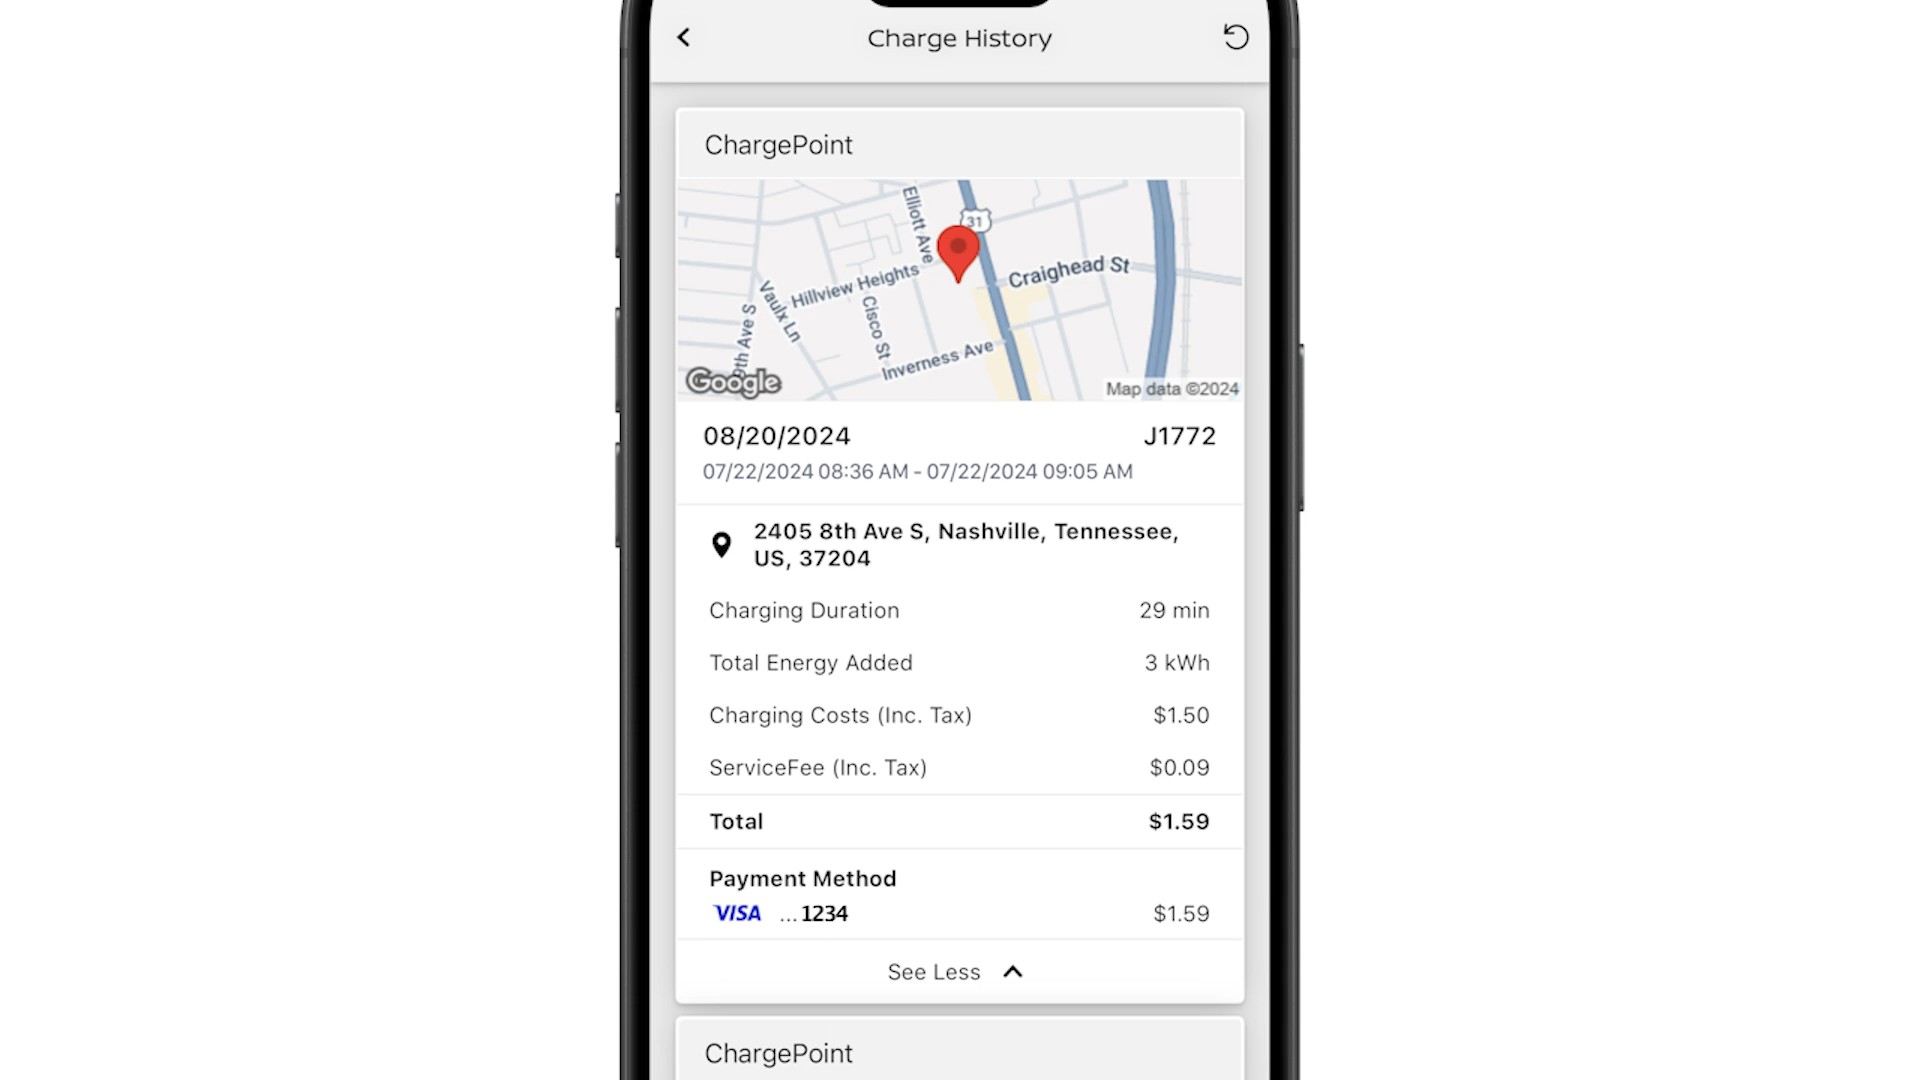 Charge History
ChargePoint
Elliott Ave
31
Craighead St
Hillview Heights
Vaulx Ln
Cisco St
9th Ave S
Inverness Ave
Google
Map data ©2024
08/20/2024 J1772
07/22/2024 08:36 AM - 07/22/2024 09:05 AM
2405 8th Ave S, Nashville, Tennessee,
US, 37204
Charging Duration 29 min
Total Energy Added 3 kWh
Charging Costs (Inc. Tax) $1.50
ServiceFee (Inc. Tax) $0.09
Total $1.59
Payment Method
VISA ... 1234 $1.59
See Less
ChargePoint